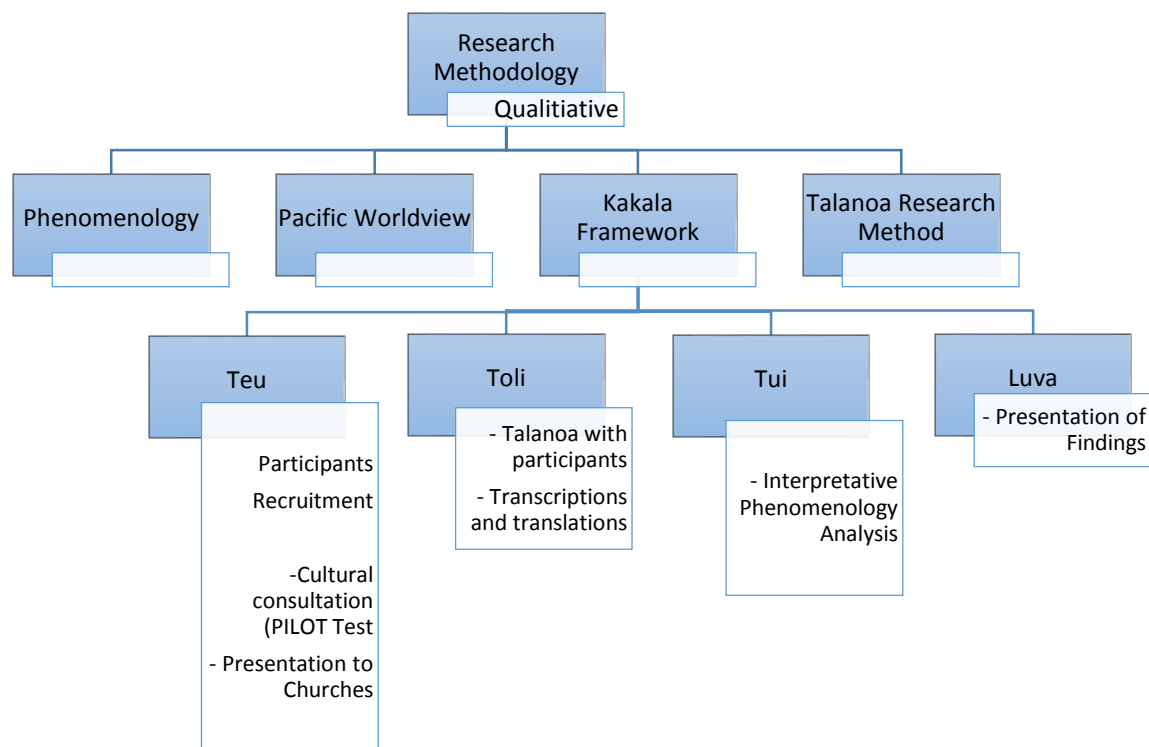 Research
Methodology
Qualitiative
Phenomenology
Pacific Worldview
Kakala
Framework
Talanoa Research
Method
Teu
Participants
Recruitment
-Cultural
consultation
(PILOT Test
- Presentation to
Churches
Toli
- Talanoa with
participants
- Transcriptions
and translations
Tui
- Interpretative
Phenomenology
Analysis
Luva
- Presentation of
Findings